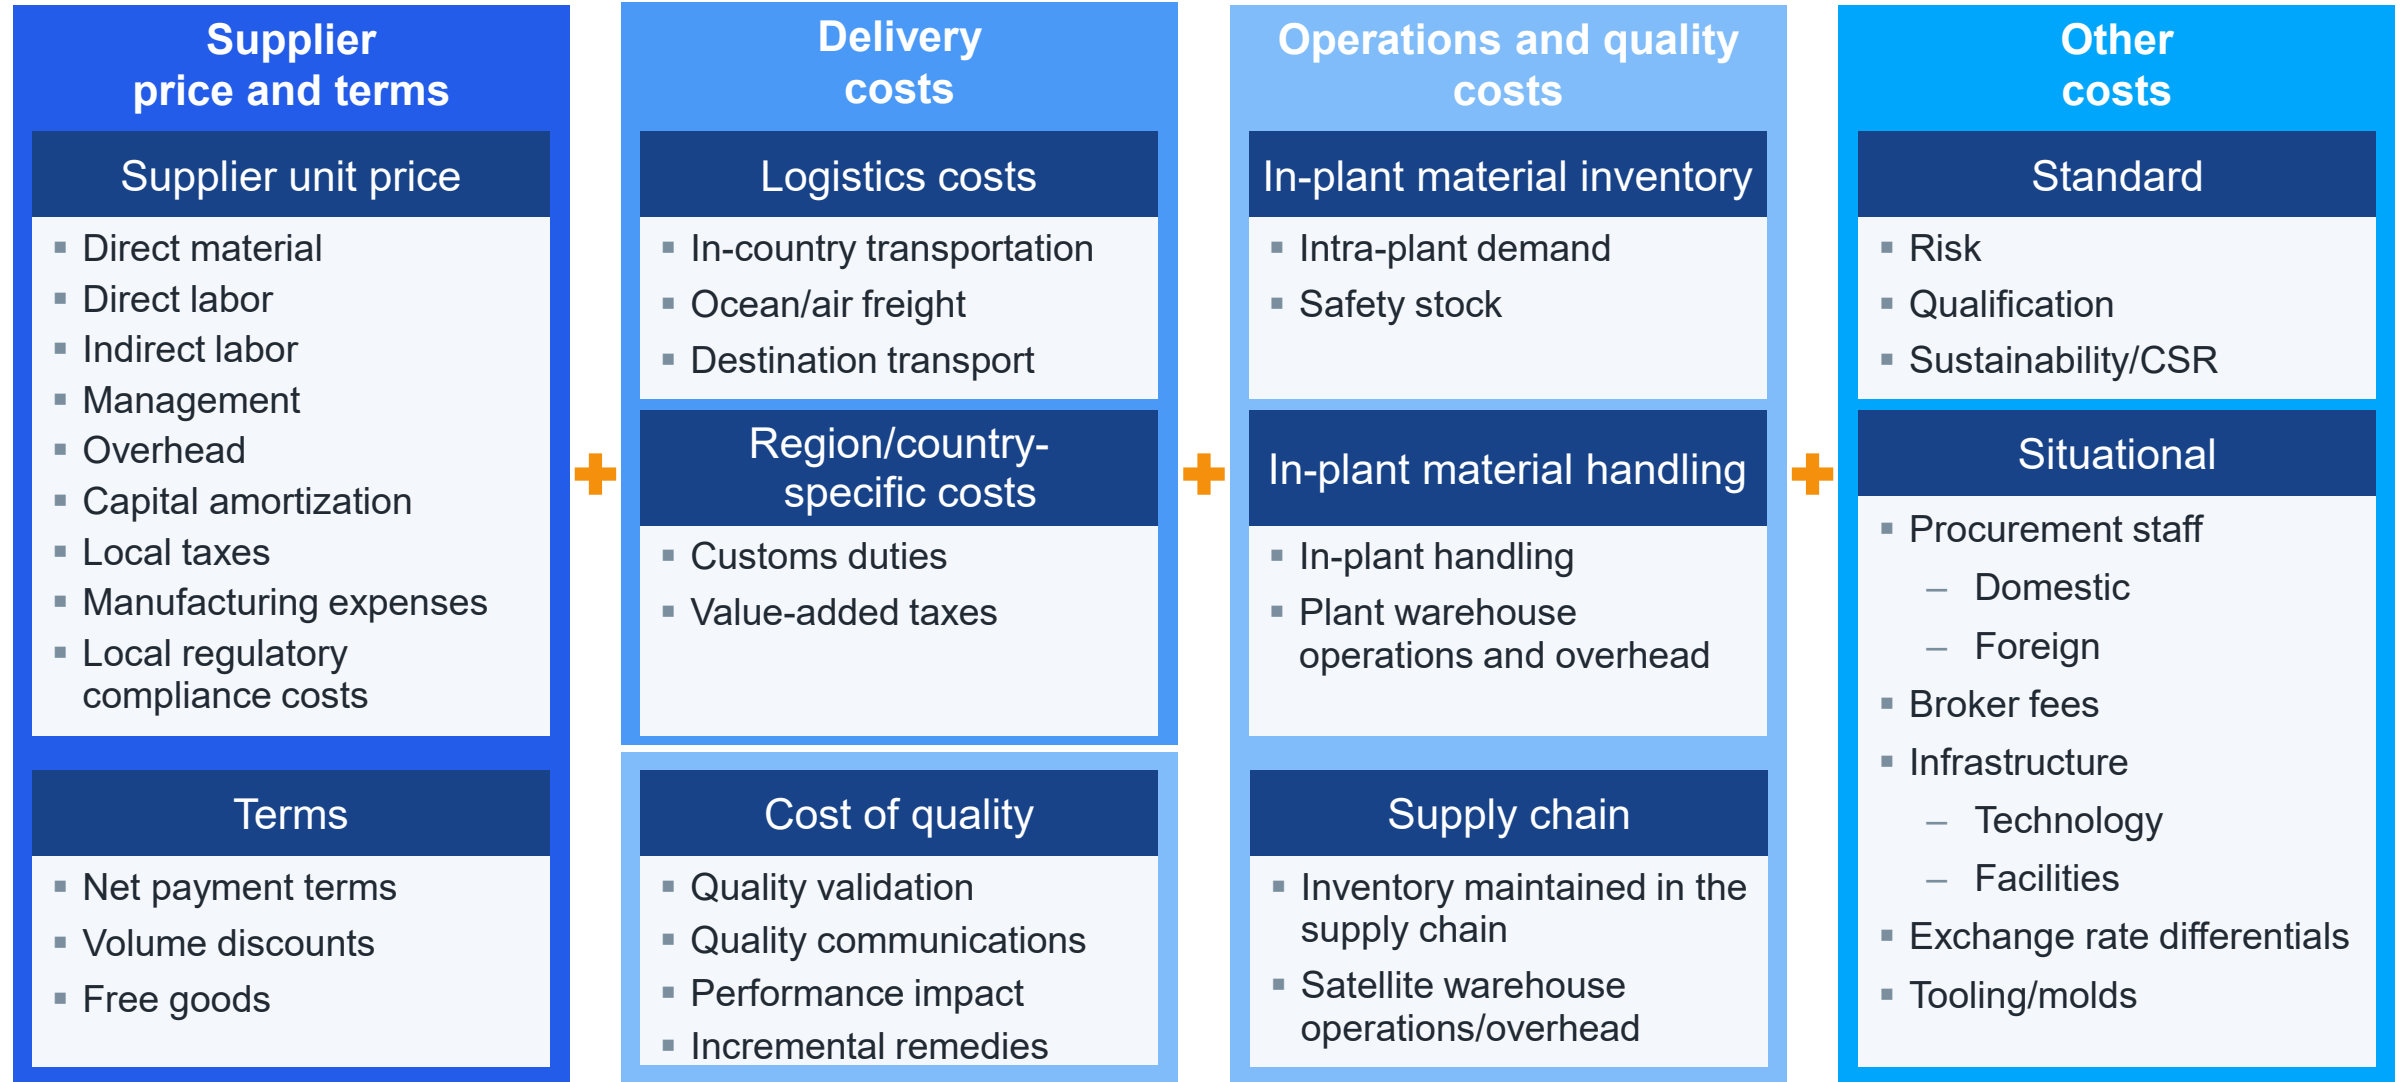 Supplier
price and terms
Supplier unit price
Direct material
Direct labor
Indirect labor
Management
Overhead
Capital amortization
Local taxes
Manufacturing expenses
Local regulatory
compliance costs
Terms
Net payment terms
Volume discounts
Free goods
Delivery
costs
Logistics costs
In-country transportation
Ocean/air freight
Destination transport
Region/country-
specific costs
Customs duties
Value-added taxes
Cost of quality
Quality validation
Quality communications
Performance impact
Incremental remedies
Operations and quality
costs
In-plant material inventory
Intra-plant demand
Safety stock
In-plant material handling
In-plant handling
Plant warehouse
operations and overhead
Supply chain
Inventory maintained in the
supply chain
Satellite warehouse
operations/overhead
Other
costs
Standard
Risk
Qualification
Sustainability/CSR
Situational
Procurement staff
– Domestic
– Foreign
Broker fees
Infrastructure
– Technology
– Facilities
Exchange rate differentials
Tooling/molds